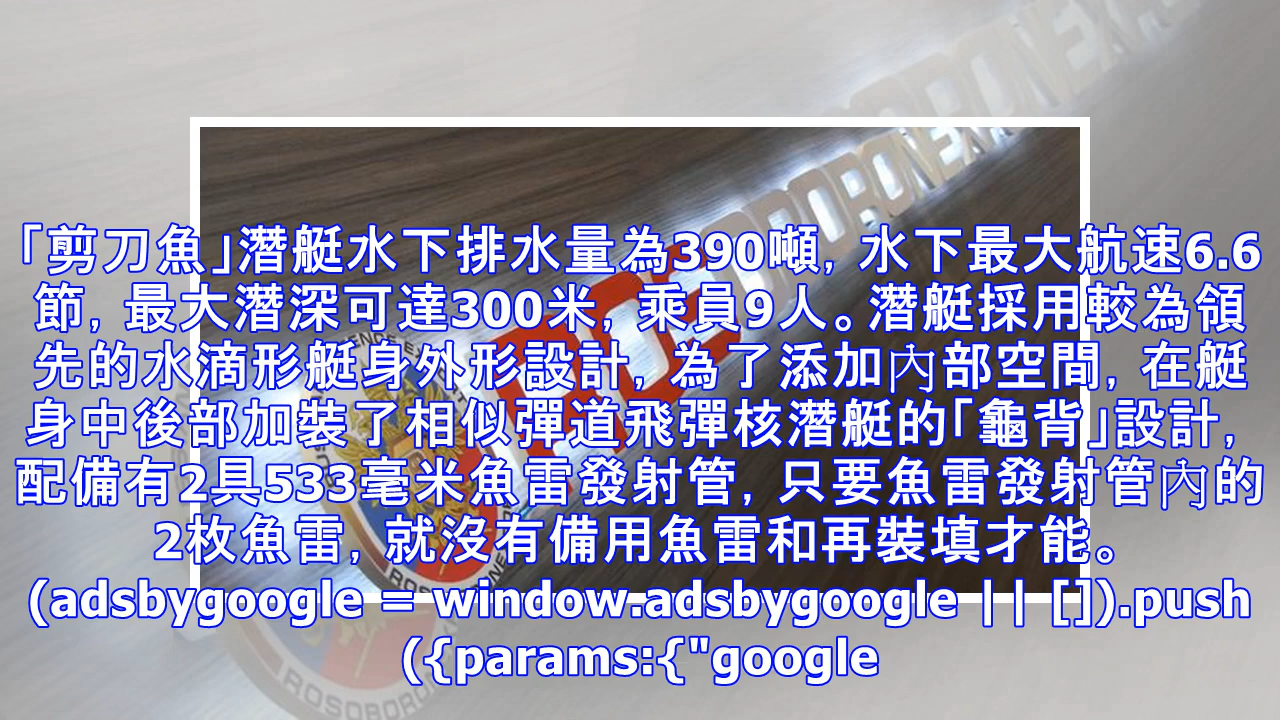 ROSOBORONEX
「剪刀魚」潛艇水下排水量為390噸, 水下最大航速6.6
節, 最大潛深可達300米, 乘員9人。潛艇採用較為領
先的水滴形艇身外形設計, 為了添加內部空間, 在艇
身中後部加裝了相似彈道飛彈核潛艇的「龜背」設計,
配備有2具533毫米魚雷發射管, 只要魚雷發射管內的
2枚魚雷, 就沒有備用魚雷和再裝填才能。
(adsbygoogle = window.adsbygoogle || []).push
({params:{"google